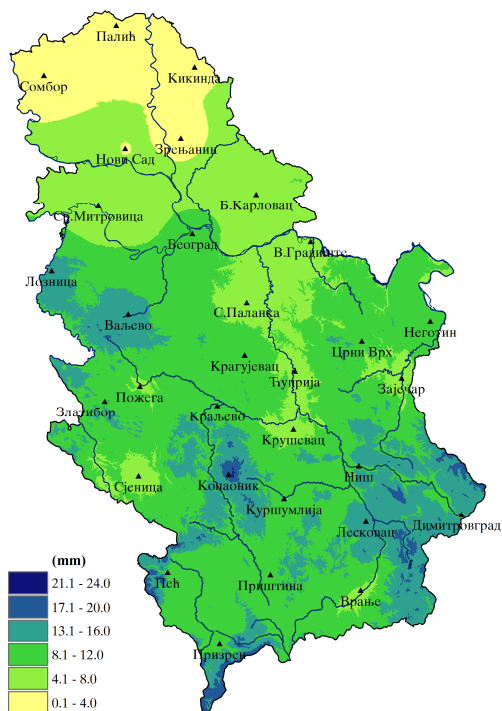 Палић
Сомбор
Кикинда
Зрењанин
Нови Сад
Б.Карловац
Ср.Митровица
Београд
В.Градиште
Лозница
С.Паланка
Ваљево
Неготин
Црни Врх
Крагујевац
Ћуприја
Зајечар
Пожега
Златибор
Краљево
Крушевац
Ниш
Сјеница
Копаоник
Куршумлија
Лесковац
Димитровград
Пећ
Приштина
Врање
Призрен
(mm)
21.1 - 24.0
17.1 - 20.0
13.1 - 16.0
8.1 - 12.0
4.1 - 8.0
0.1 - 4.0